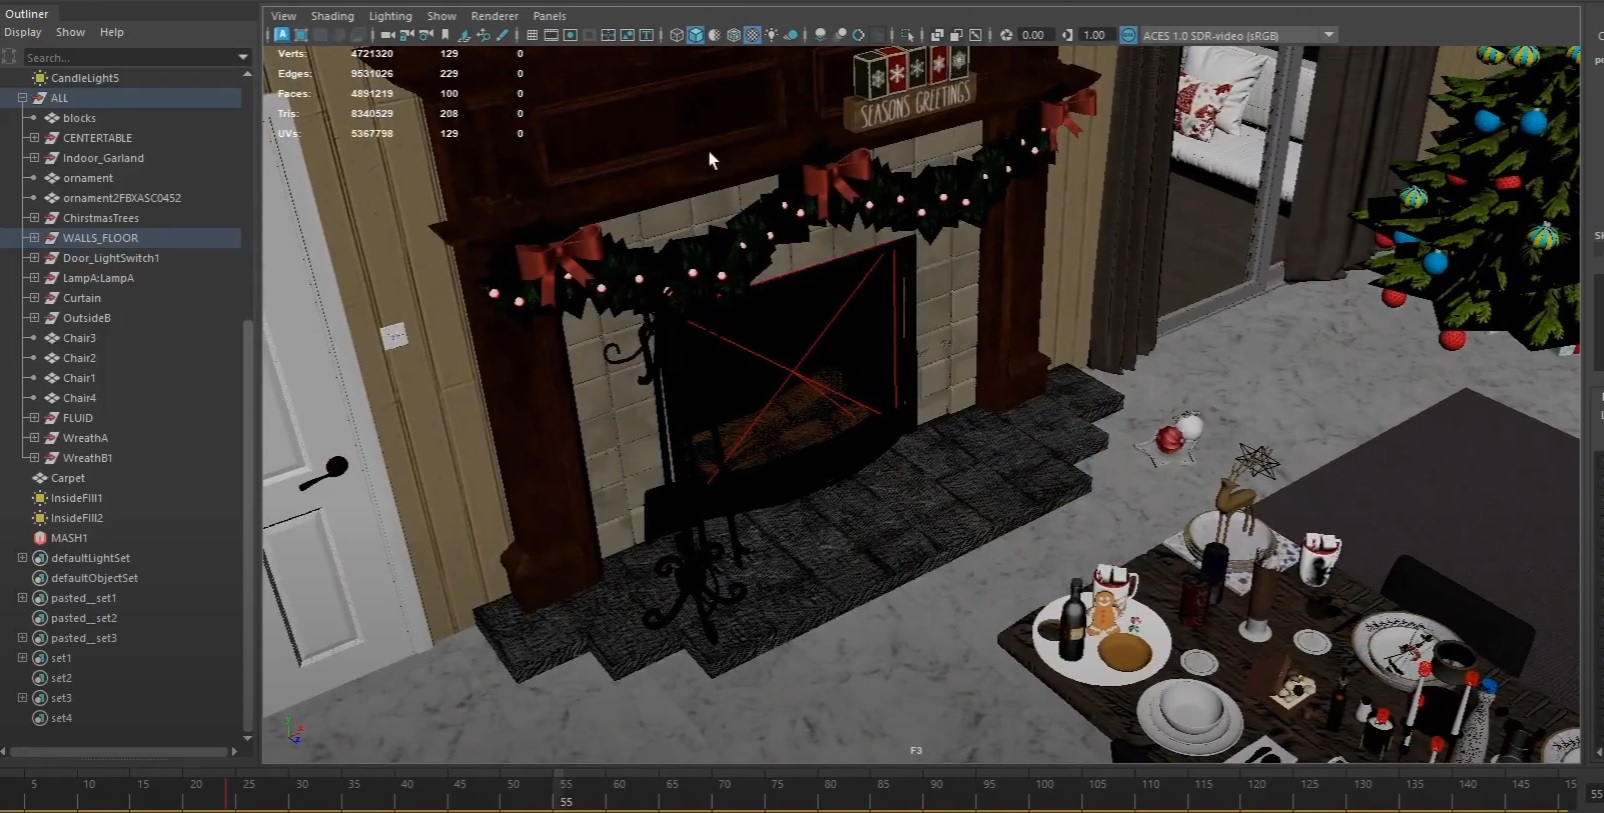 Outliner
Display Show Help
Search...
CandleLight5
ALL
blocks
CENTERTABLE
Indoor_Garland
ornament
ornament2FBXASC0452
ChirstmasTrees
WALLS_FLOOR
Door_LightSwitch1
LampA:LampA
Curtain
OutsideB
Chair3
Chair2
Chair1
Chair4
FLUID
WreathA
WreathB1
Carpet
InsideFill1
InsideFill2
MASH1
defaultLightSet
defaultObjectSet
pasted__set1
pasted__set2
pasted__set3
set1
set2
set3
set4
View Shading Lighting Show Renderer Panels
0.00 1.00 ACES 1.0 SDR-video (sRGB)
Verts: 4721320 129 0
Edges: 9531026 229 0
Faces: 4891219 100 0
Tris: 8340529 208 0
UVs: 5367798 129 0
SEASONS GREETINGS
F3
5 10 15 20 25 30 35 40 45 50 55 60 65 70 75 80 85 90 95 100 105 110 115 120 125 130 135 140 145 15
55
55